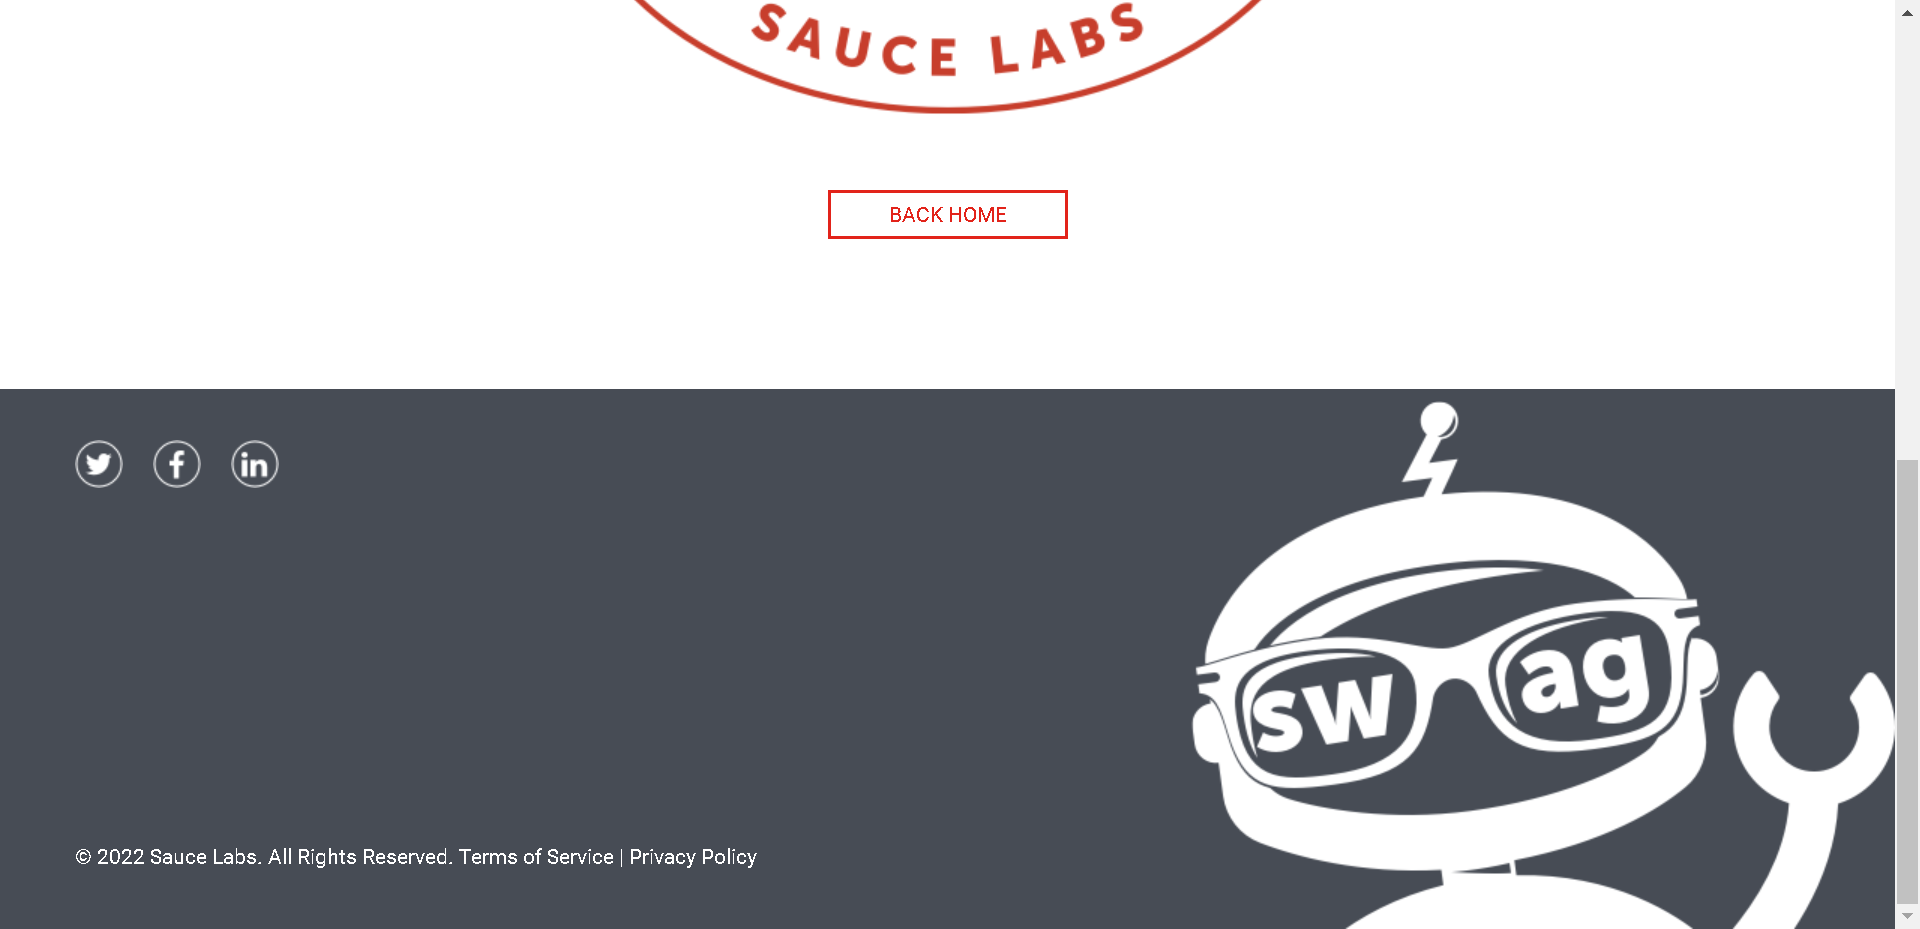 SAUCE LABS
BACK HOME
sw ag
© 2022 Sauce Labs. All Rights Reserved. Terms of Service | Privacy Policy